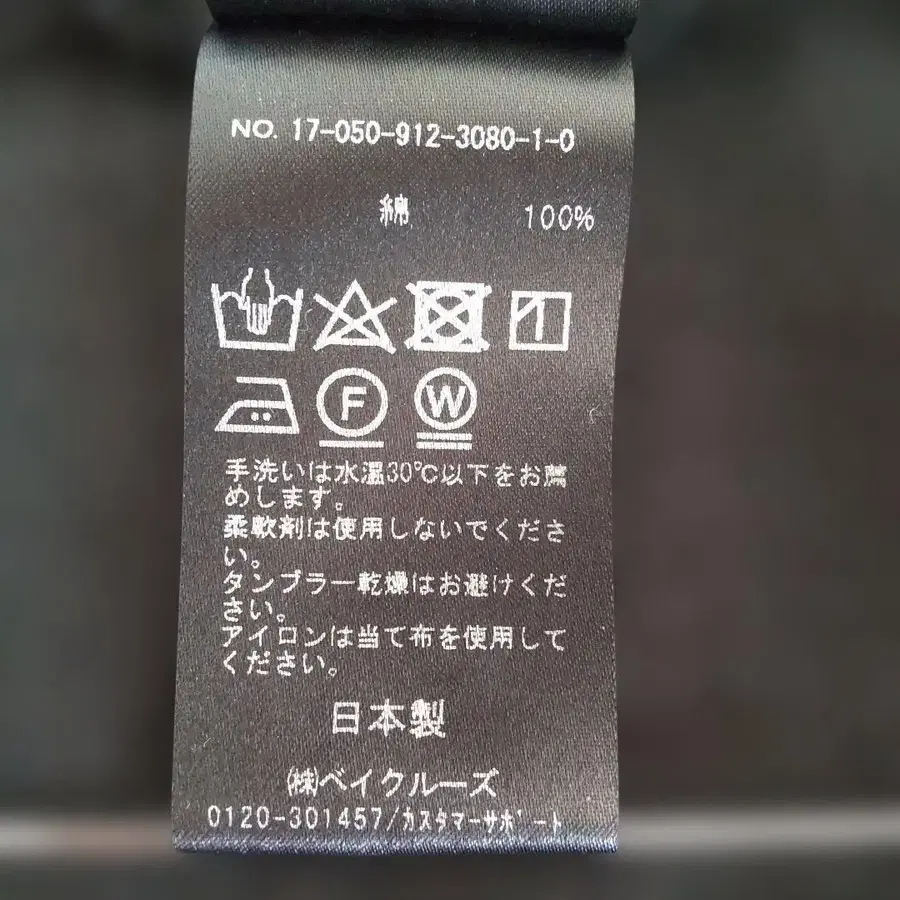 NO. 17-050-912-3080-1-0
綿 100%
F W
手洗いは水温30℃以下をお薦
めします。
柔軟剤は使用しないでくださ
い。
タンブラー乾燥はお避けくだ
さい。
アイロンは当て布を使用して
ください。
日本製
㈱ベイクルーズ
0120-301457/カスタマーサポート